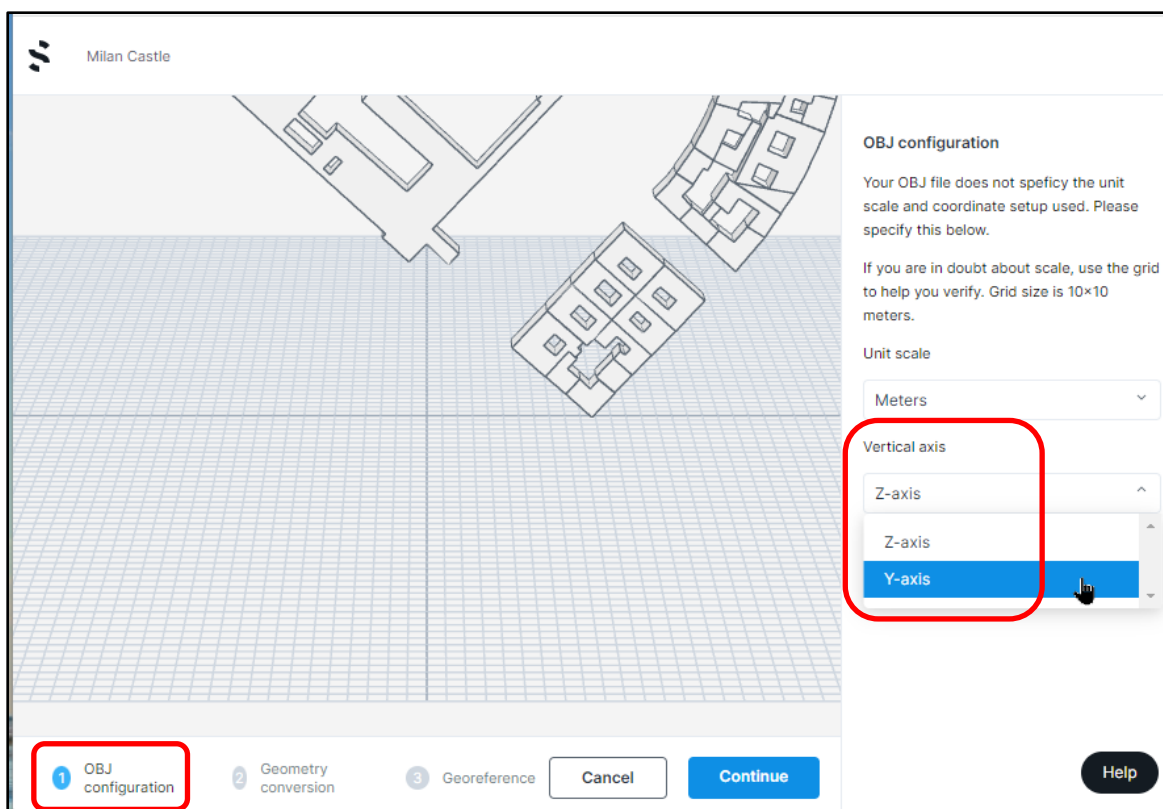 Milan Castle
OBJ configuration
Your OBJ file does not speficy the unit
scale and coordinate setup used. Please
specify this below.
If you are in doubt about scale, use the grid
to help you verify. Grid size is 10×10
meters.
Unit scale
Meters
Vertical axis
Z-axis
Z-axis
Y-axis
1
OBJ
configuration
2
Geometry
conversion
3
Georeference
Cancel
Continue
Help